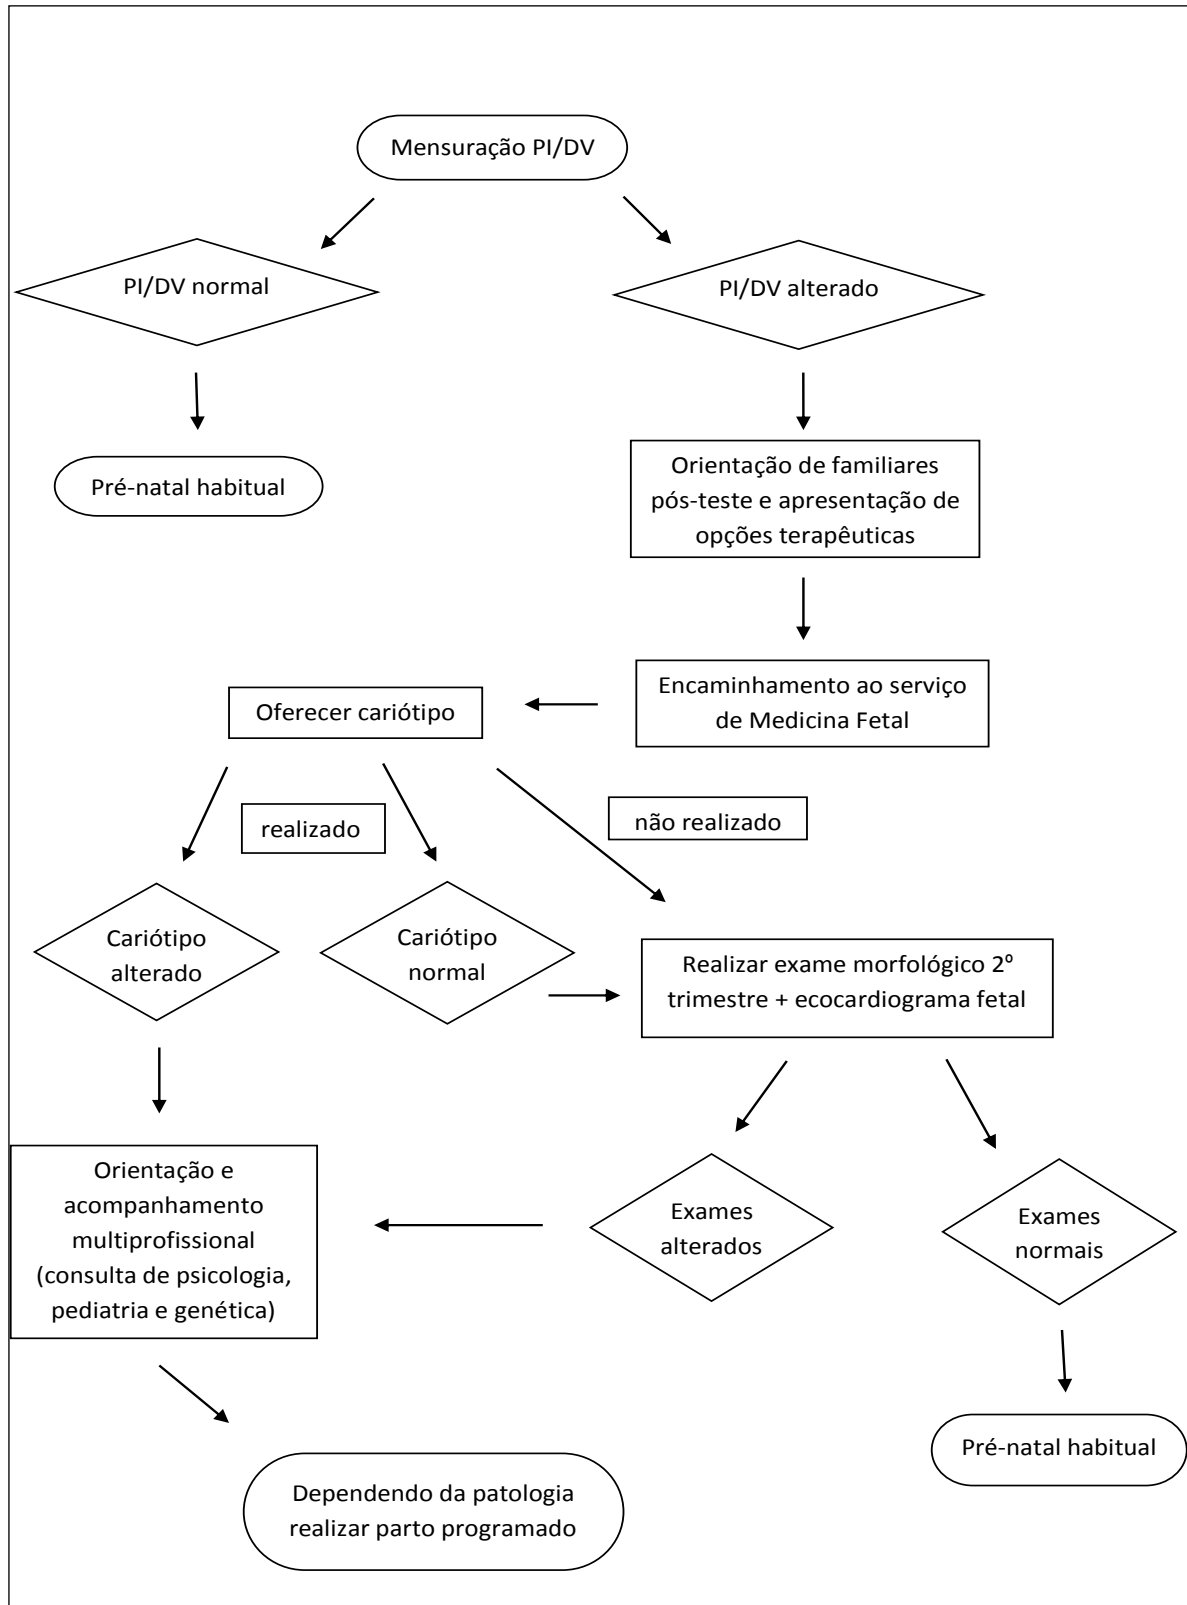 Mensuração PI/DV
PI/DV normal
PI/DV alterado
Pré-natal habitual
Orientação de familiares
pós-teste e apresentação de
opções terapêuticas
Encaminhamento ao serviço
de Medicina Fetal
Oferecer cariótipo
realizado
não realizado
Cariótipo
alterado
Cariótipo
normal
Realizar exame morfológico 2º
trimestre + ecocardiograma fetal
Orientação e
acompanhamento
multiprofissional
(consulta de psicologia,
pediatria e genética)
Exames
alterados
Exames
normais
Pré-natal habitual
Dependendo da patologia
realizar parto programado